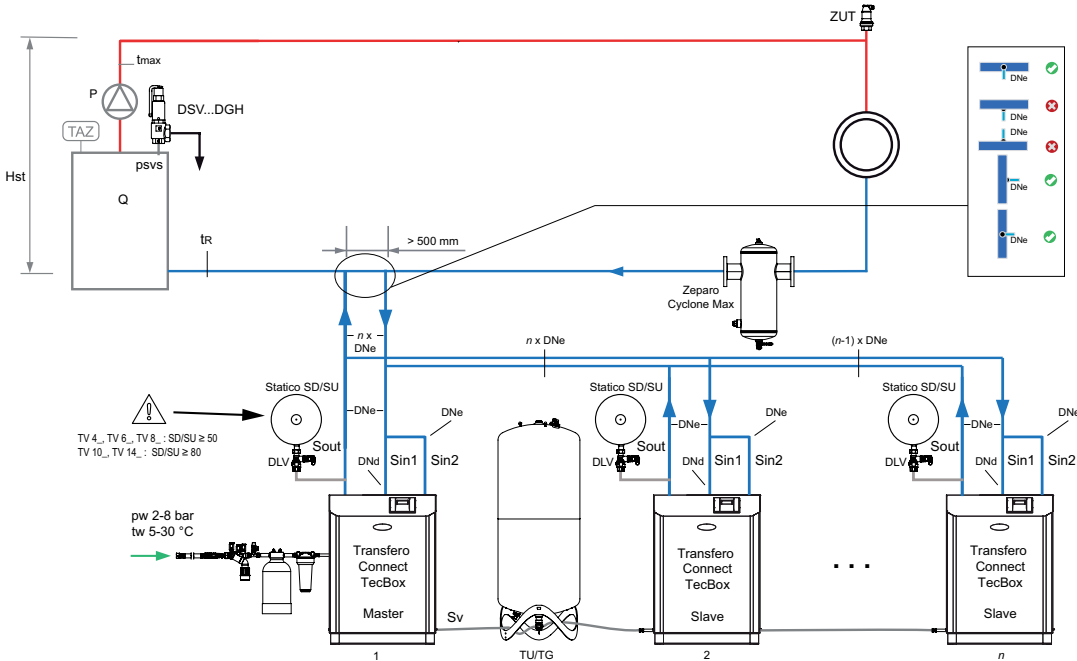 ZUT
tmax
P
DSV...DGH
TAZ
psvs
Hst
Q
DNe
DNe
DNe
DNe
DNe
tR
> 500 mm
Zeparo
Cyclone Max
n x
DNe
n x DNe
(n-1) x DNe
Statico SD/SU
Statico SD/SU
Statico SD/SU
TV 4_, TV 6_, TV 8_ : SD/SU ≥ 50
TV 10_, TV 14_ : SD/SU ≥ 80
DNe
DNe
DNe
DNe
DNe
DNe
DLV
Sout
DNd
Sin1
Sin2
DLV
Sout
DNd
Sin1
Sin2
DLV
Sout
DNd
Sin1
Sin2
pw 2-8 bar
tw 5-30 °C
Transfero
Connect
TecBox
Master
Transfero
Connect
TecBox
Slave
. . .
Transfero
Connect
TecBox
Slave
Sv
1
TU/TG
2
n